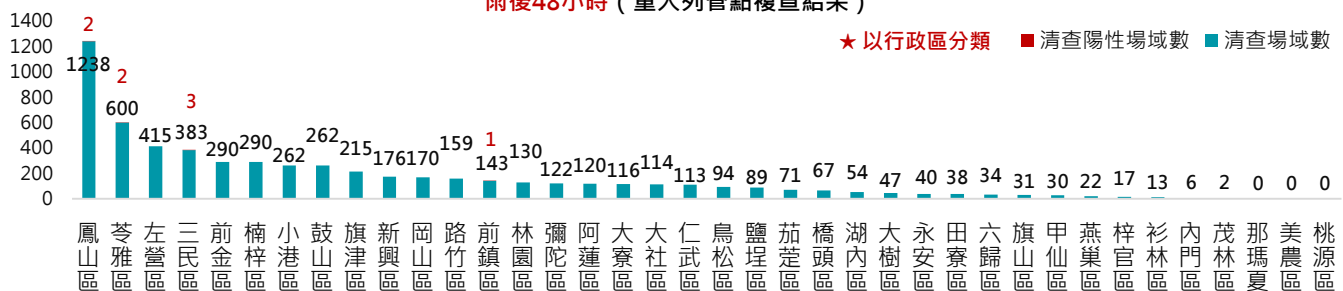 雨後48小時（重大列管點複查結果）
★ 以行政區分類 清查陽性場域數 清查場域數
1400
1200
1000
800
600
400
200
0
2 2 3 1
1238 600 415 383 290 290 262 262 215 176 170 159 143 130 122 120 116 114 113 94 89 71 67 54 47 40 38 34 31 30 22 17 13 6 2 0 0 0
鳳山區
苓雅區
左營區
三民區
前金區
楠梓區
小港區
鼓山區
旗津區
新興區
岡山區
路竹區
前鎮區
林園區
彌陀區
阿蓮區
大寮區
大社區
仁武區
鳥松區
鹽埕區
茄萣區
橋頭區
湖內區
大樹區
永安區
田寮區
六歸區
旗山區
甲仙區
燕巢區
梓官區
衫林區
內門區
茂林區
那瑪夏
美農區
桃源區